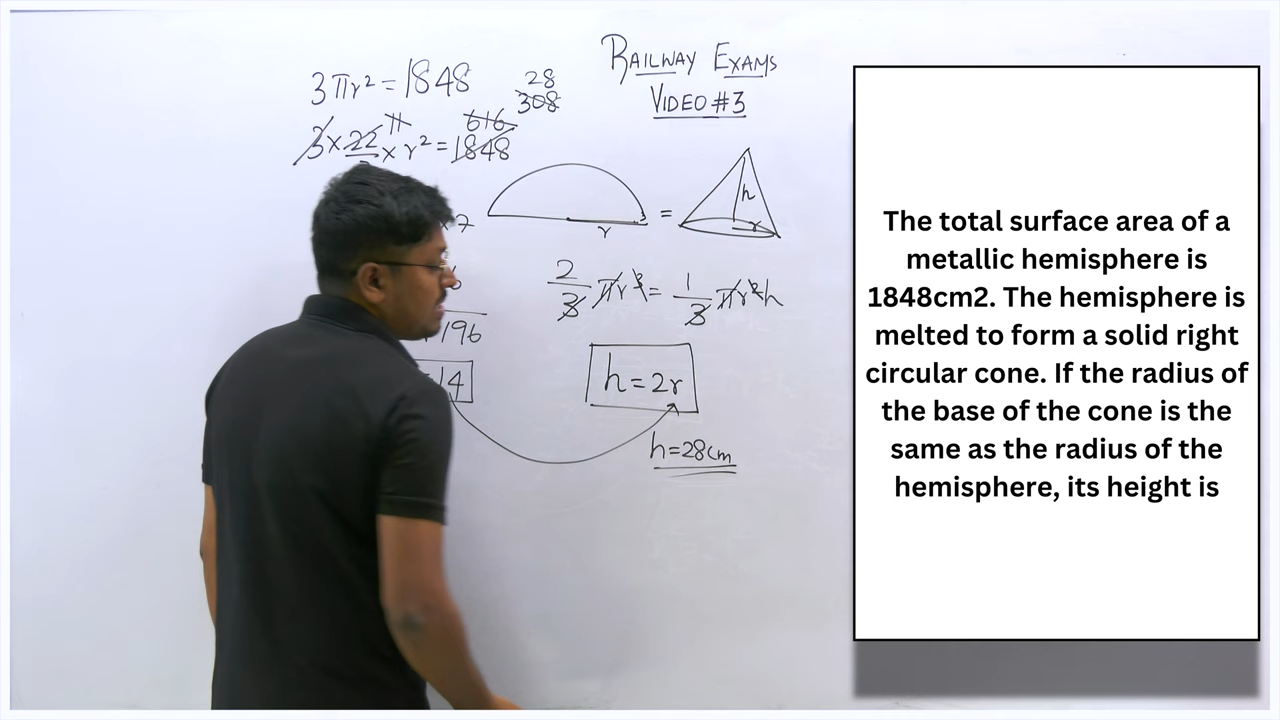 RAILWAY EXAMS
VIDEO #3
3πr² = 1848
28
308
616
11
3 × 22 × r² = 1848
× 7
196
14
r
=
h
r
2/3 πr³ = 1/3 πr²h
h = 2r
h = 28cm
The total surface area of a
metallic hemisphere is
1848cm2. The hemisphere is
melted to form a solid right
circular cone. If the radius of
the base of the cone is the
same as the radius of the
hemisphere, its height is